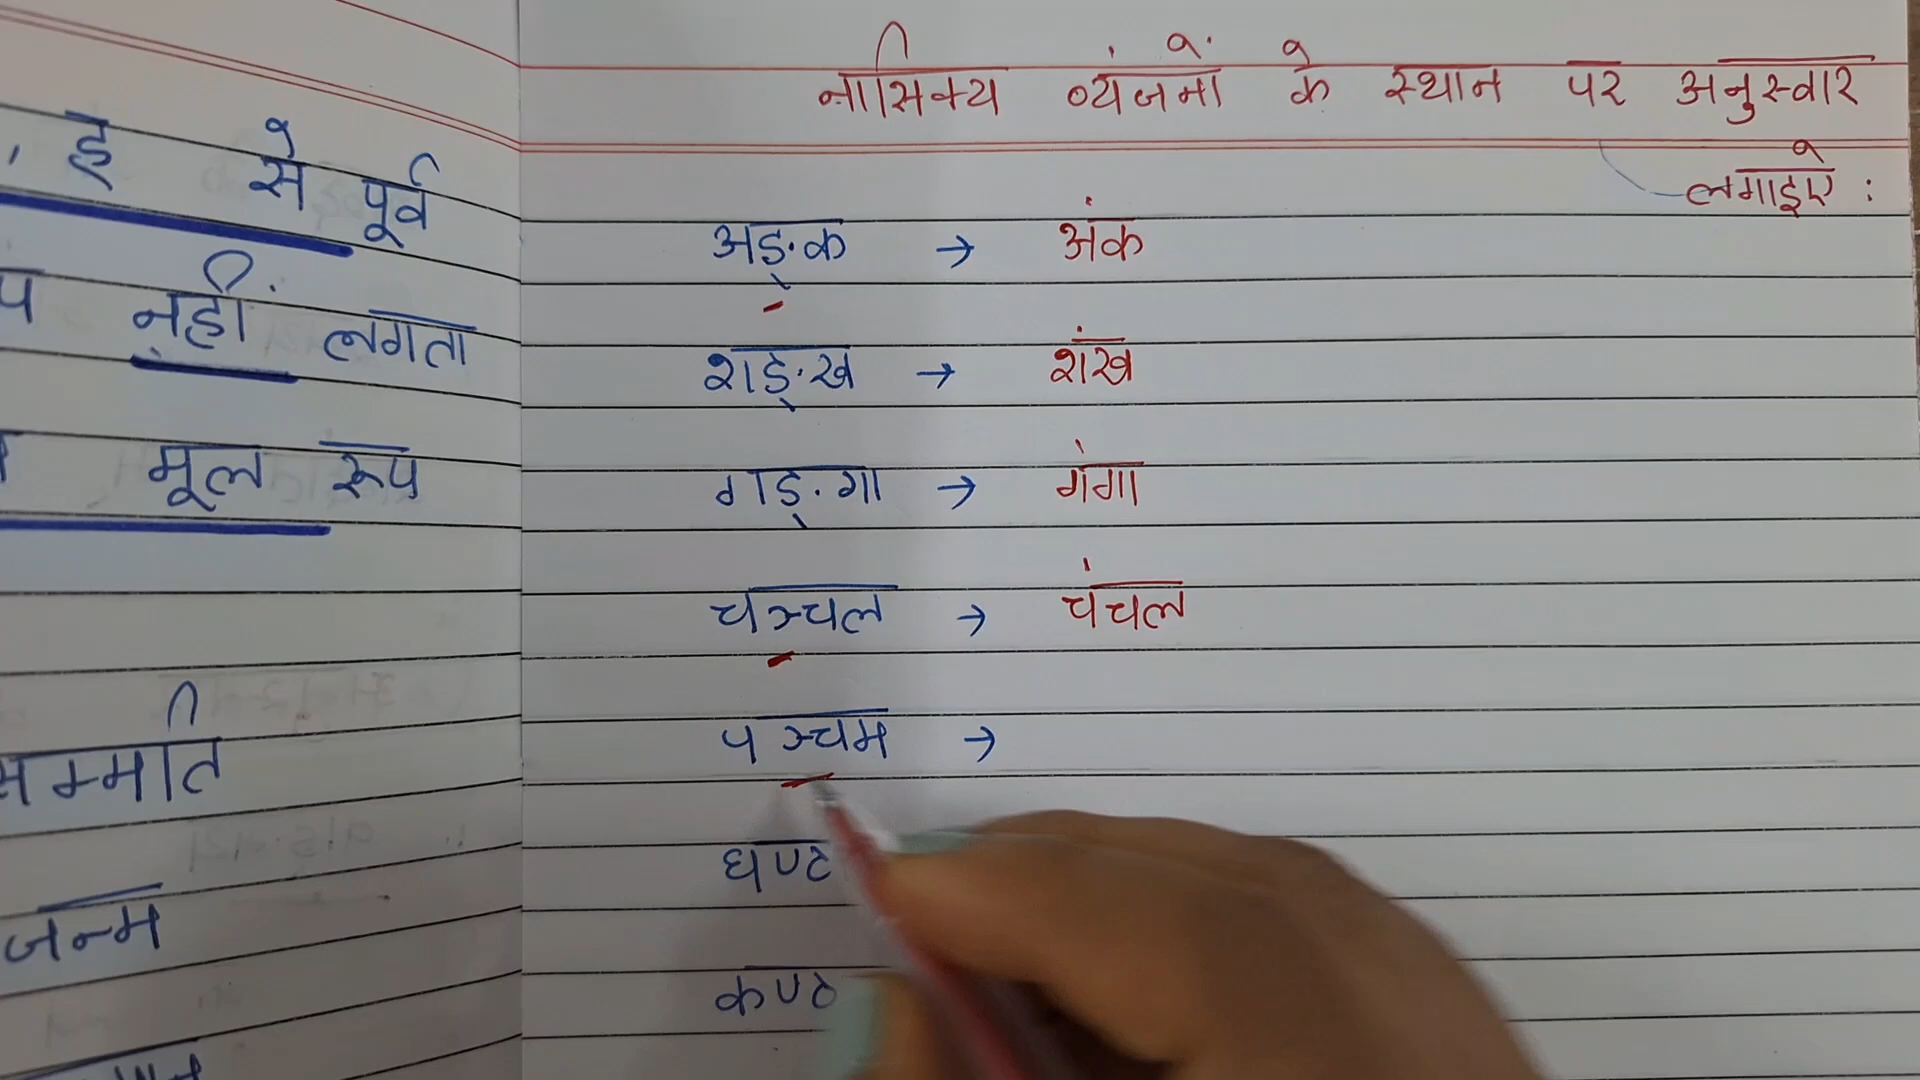 , ह से पूर्व
प नहीं लगता
मूल रूप
सम्मति
जन्म
नासिक्य व्यंजनों के स्थान पर अनुस्वार
लगाइए :
अङ्क → अंक
शङ्ख → शंख
गङ्गा → गंगा
चञ्चल → चंचल
पञ्चम →
घण्ट
कण्ठ